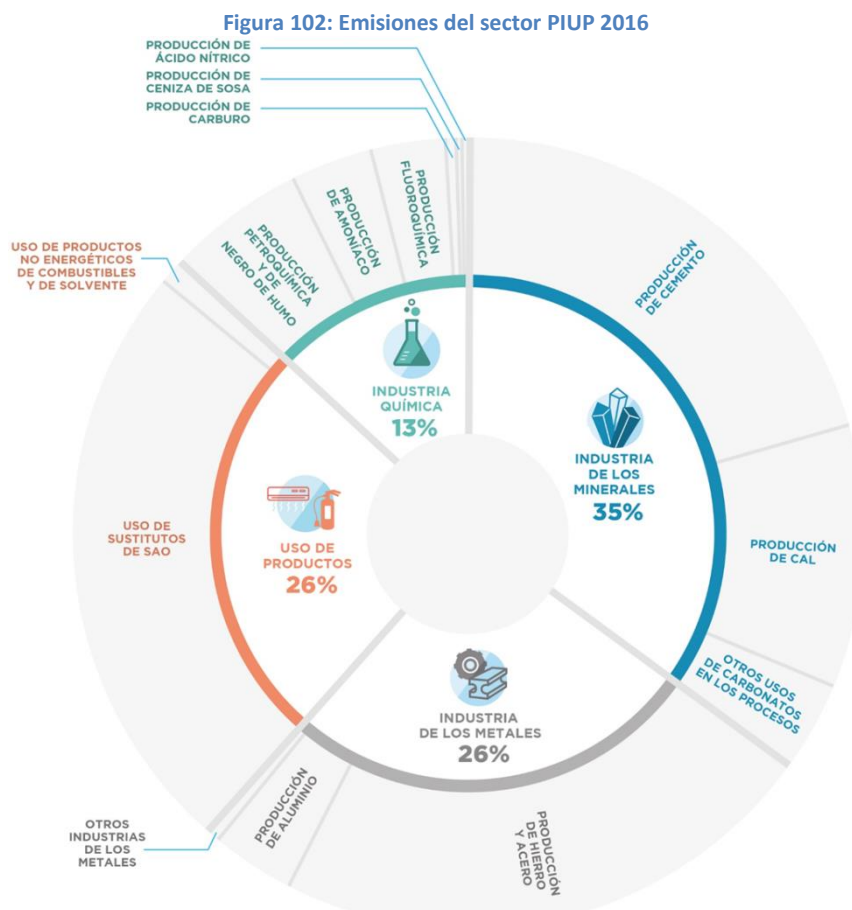 Figura 102: Emisiones del sector PIUP 2016
PRODUCCIÓN DE
ÁCIDO NÍTRICO
PRODUCCIÓN DE
CENIZA DE SOSA
PRODUCCIÓN DE
CARBURO
PRODUCCIÓN
PETROQUÍMICA
Y DE
NEGRO DE HUMO
PRODUCCIÓN
DE AMONÍACO
PRODUCCIÓN
FLUOROQUÍMICA
PRODUCCIÓN
DE CEMENTO
USO DE PRODUCTOS
NO ENERGÉTICOS
DE COMBUSTIBLES
Y DE SOLVENTE
INDUSTRIA
QUÍMICA
13%
INDUSTRIA
DE LOS
MINERALES
35%
USO DE
SUSTITUTOS
DE SAO
USO DE
PRODUCTOS
26%
PRODUCCIÓN
DE CAL
OTROS USOS
DE CARBONATOS
EN LOS PROCESOS
INDUSTRIA
DE LOS METALES
26%
OTROS
INDUSTRIAS
DE LOS
METALES
PRODUCCIÓN
DE ALUMINIO
PRODUCCIÓN
DE HIERRO
Y ACERO